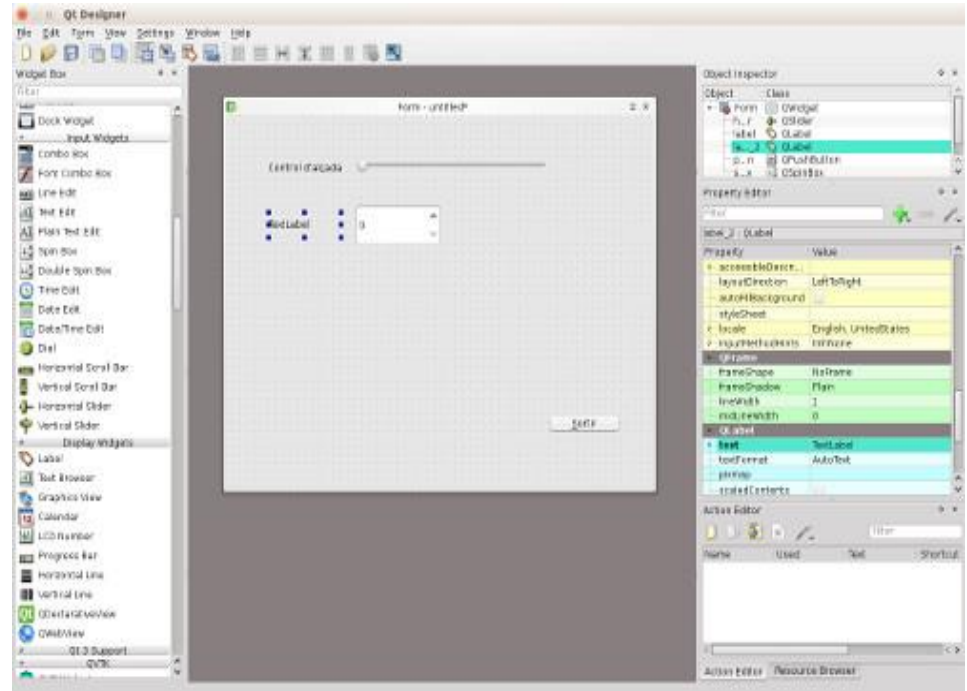 Qt Designer
File Edit Form View Settings Window Help
Widget Box
Filter
Dock Widget
Input Widgets
Combo Box
Font Combo Box
Line Edit
Text Edit
Plain Text Edit
Spin Box
Double Spin Box
Time Edit
Date Edit
Date/Time Edit
Dial
Horizontal Scroll Bar
Vertical Scroll Bar
Horizontal Slider
Vertical Slider
Display Widgets
Label
Text Browser
Graphics View
Calendar
LCD Number
Progress Bar
Horizontal Line
Vertical Line
QDeclarativeView
QWebView
Qt 3 Support
QVTK
Form - untitled*
Control d'alçada
TextLabel
0
Sortir
Object Inspector
Object Class
Form QWidget
h...r QSlider
label QLabel
la..._2 QLabel
p...n QPushButton
s...x QSpinBox
Property Editor
Filter
label_2 : QLabel
Property Value
accessibleDescr...
layoutDirection LeftToRight
autoFillBackground
styleSheet
locale English, UnitedStates
inputMethodHints ImhNone
QFrame
frameShape NoFrame
frameShadow Plain
lineWidth 1
midLineWidth 0
QLabel
text TextLabel
textFormat AutoText
pixmap
scaledContents
Action Editor
Filter
Name Used Text Shortcut
Action Editor Resource Browser